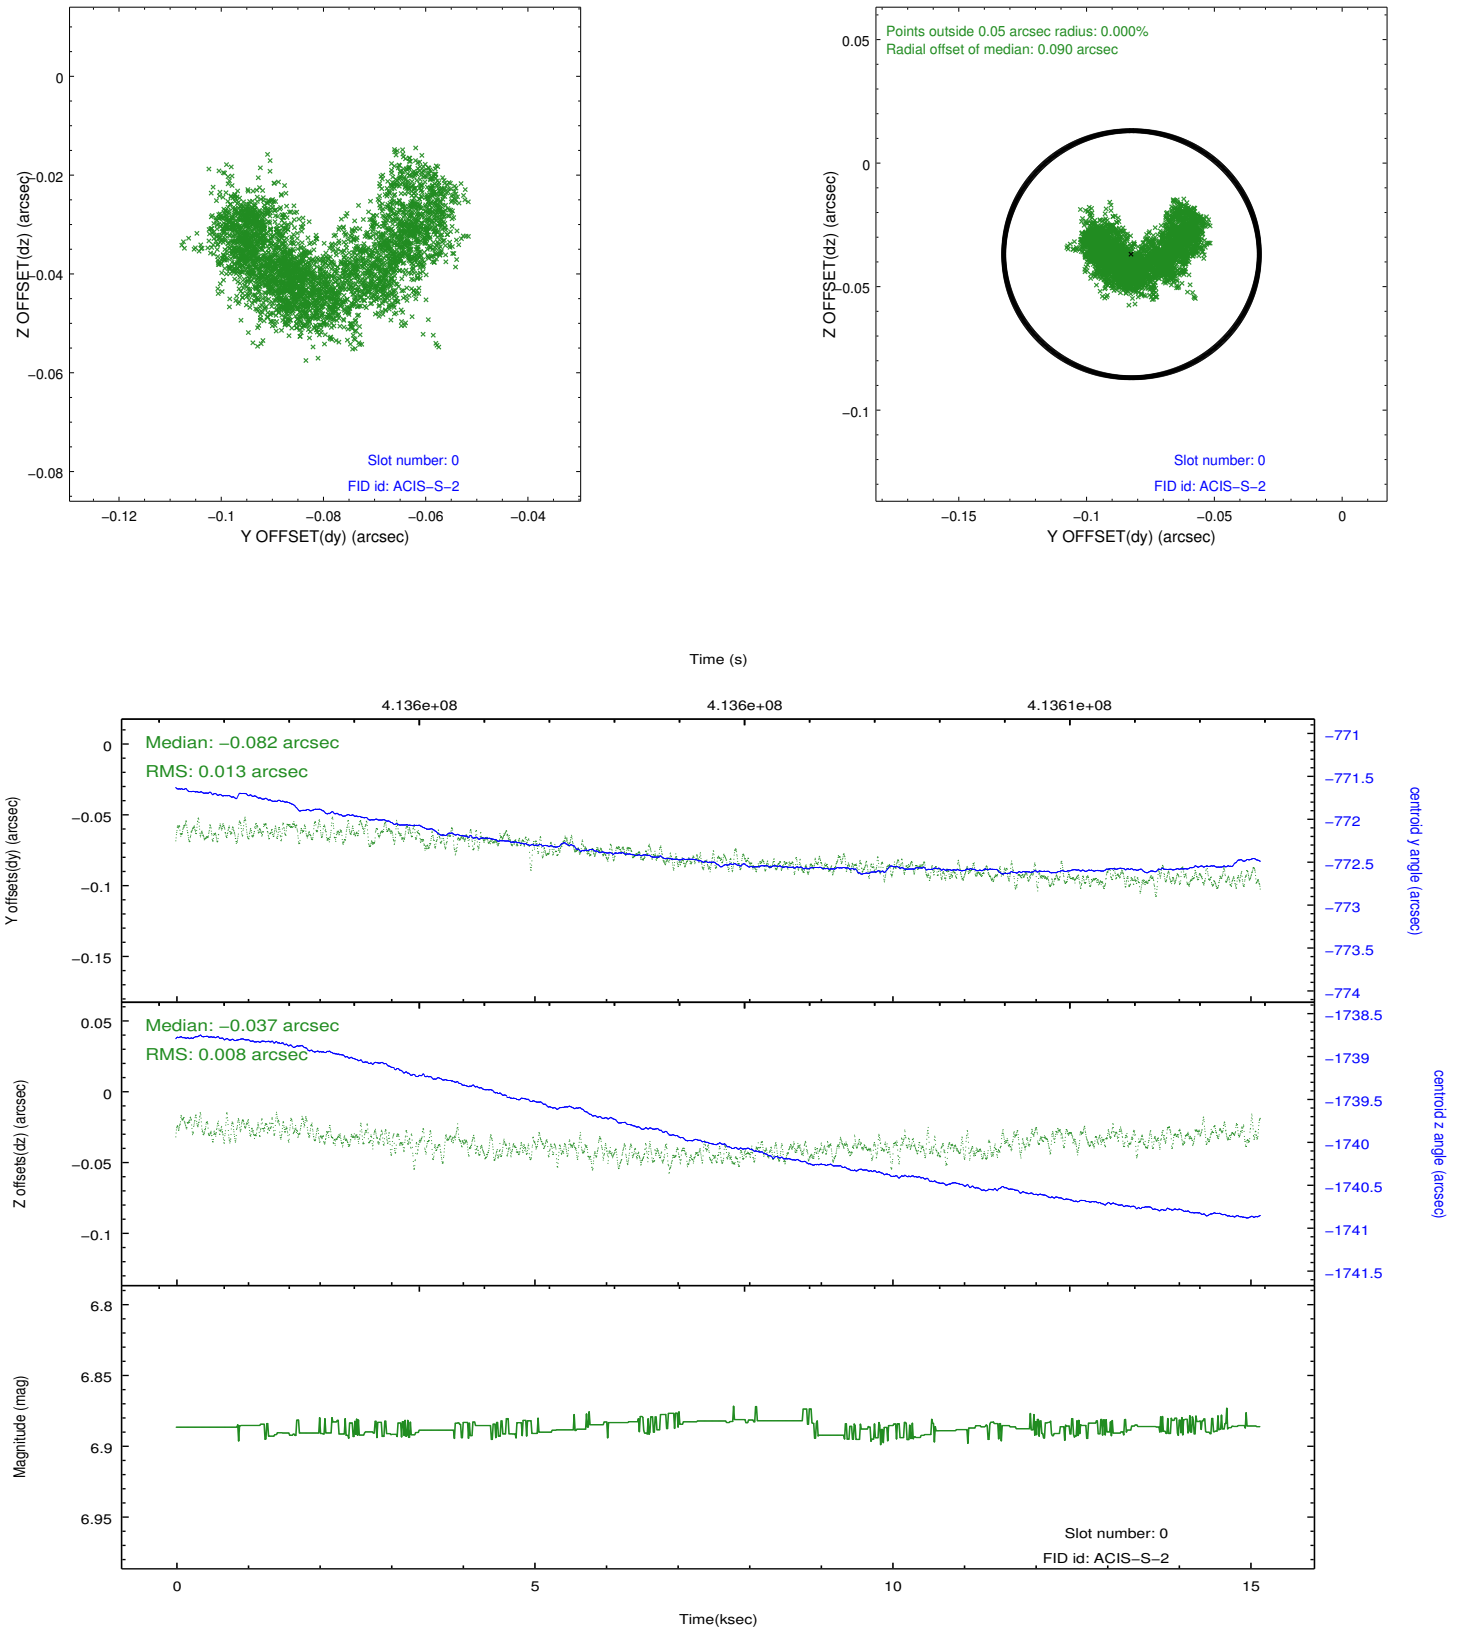 0
−0.02
−0.04
−0.06
−0.08
Z OFFSET(dz) (arcsec)
Slot number: 0
FID id: ACIS−S−2
−0.12
−0.1
−0.08
−0.06
−0.04
Y OFFSET(dy) (arcsec)
Points outside 0.05 arcsec radius: 0.000%
Radial offset of median: 0.090 arcsec
0.05
0
−0.05
−0.1
Z OFFSET(dz) (arcsec)
Slot number: 0
FID id: ACIS−S−2
−0.15
−0.1
−0.05
0
Y OFFSET(dy) (arcsec)
Time (s)
4.136e+08
4.136e+08
4.1361e+08
Median: −0.082 arcsec
RMS: 0.013 arcsec
0
−0.05
−0.1
−0.15
Y offsets(dy) (arcsec)
−771
−771.5
−772
−772.5
−773
−773.5
−774
centroid y angle (arcsec)
Median: −0.037 arcsec
RMS: 0.008 arcsec
0.05
0
−0.05
−0.1
Z offsets(dz) (arcsec)
−1738.5
−1739
−1739.5
−1740
−1740.5
−1741
−1741.5
centroid z angle (arcsec)
6.8
6.85
6.9
6.95
Magnitude (mag)
Slot number: 0
FID id: ACIS−S−2
0
5
10
15
Time(ksec)